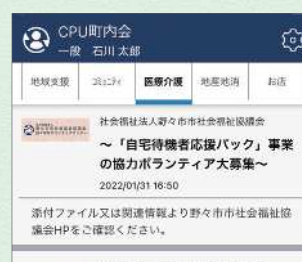 CPU町内会
一般 石川 太郎
地域支援
コミュニティ
医療介護
地産地消
お店
社会福祉法人野々市市社会福祉協議会
〜「自宅待機者応援パック」事業
の協力ボランティア大募集〜
2022/01/31 16:50
添付ファイル又は関連情報より野々市市社会福祉協
議会HPをご確認ください。